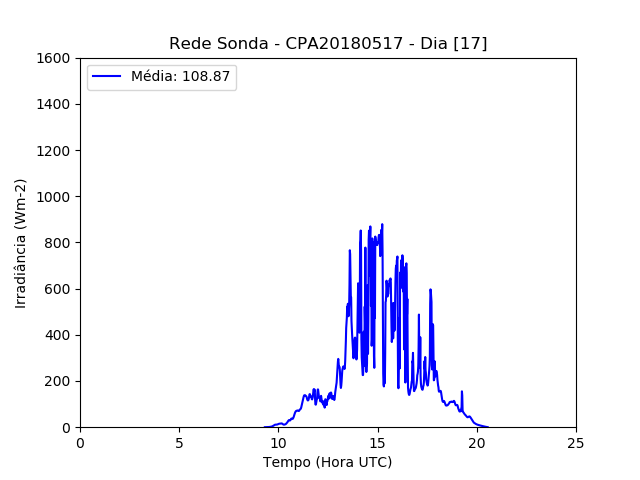 Rede Sonda - CPA20180517 - Dia [17]
Média: 108.87
1600
1400
1200
1000
800
600
400
200
0
Irradiância (Wm-2)
0 5 10 15 20 25
Tempo (Hora UTC)